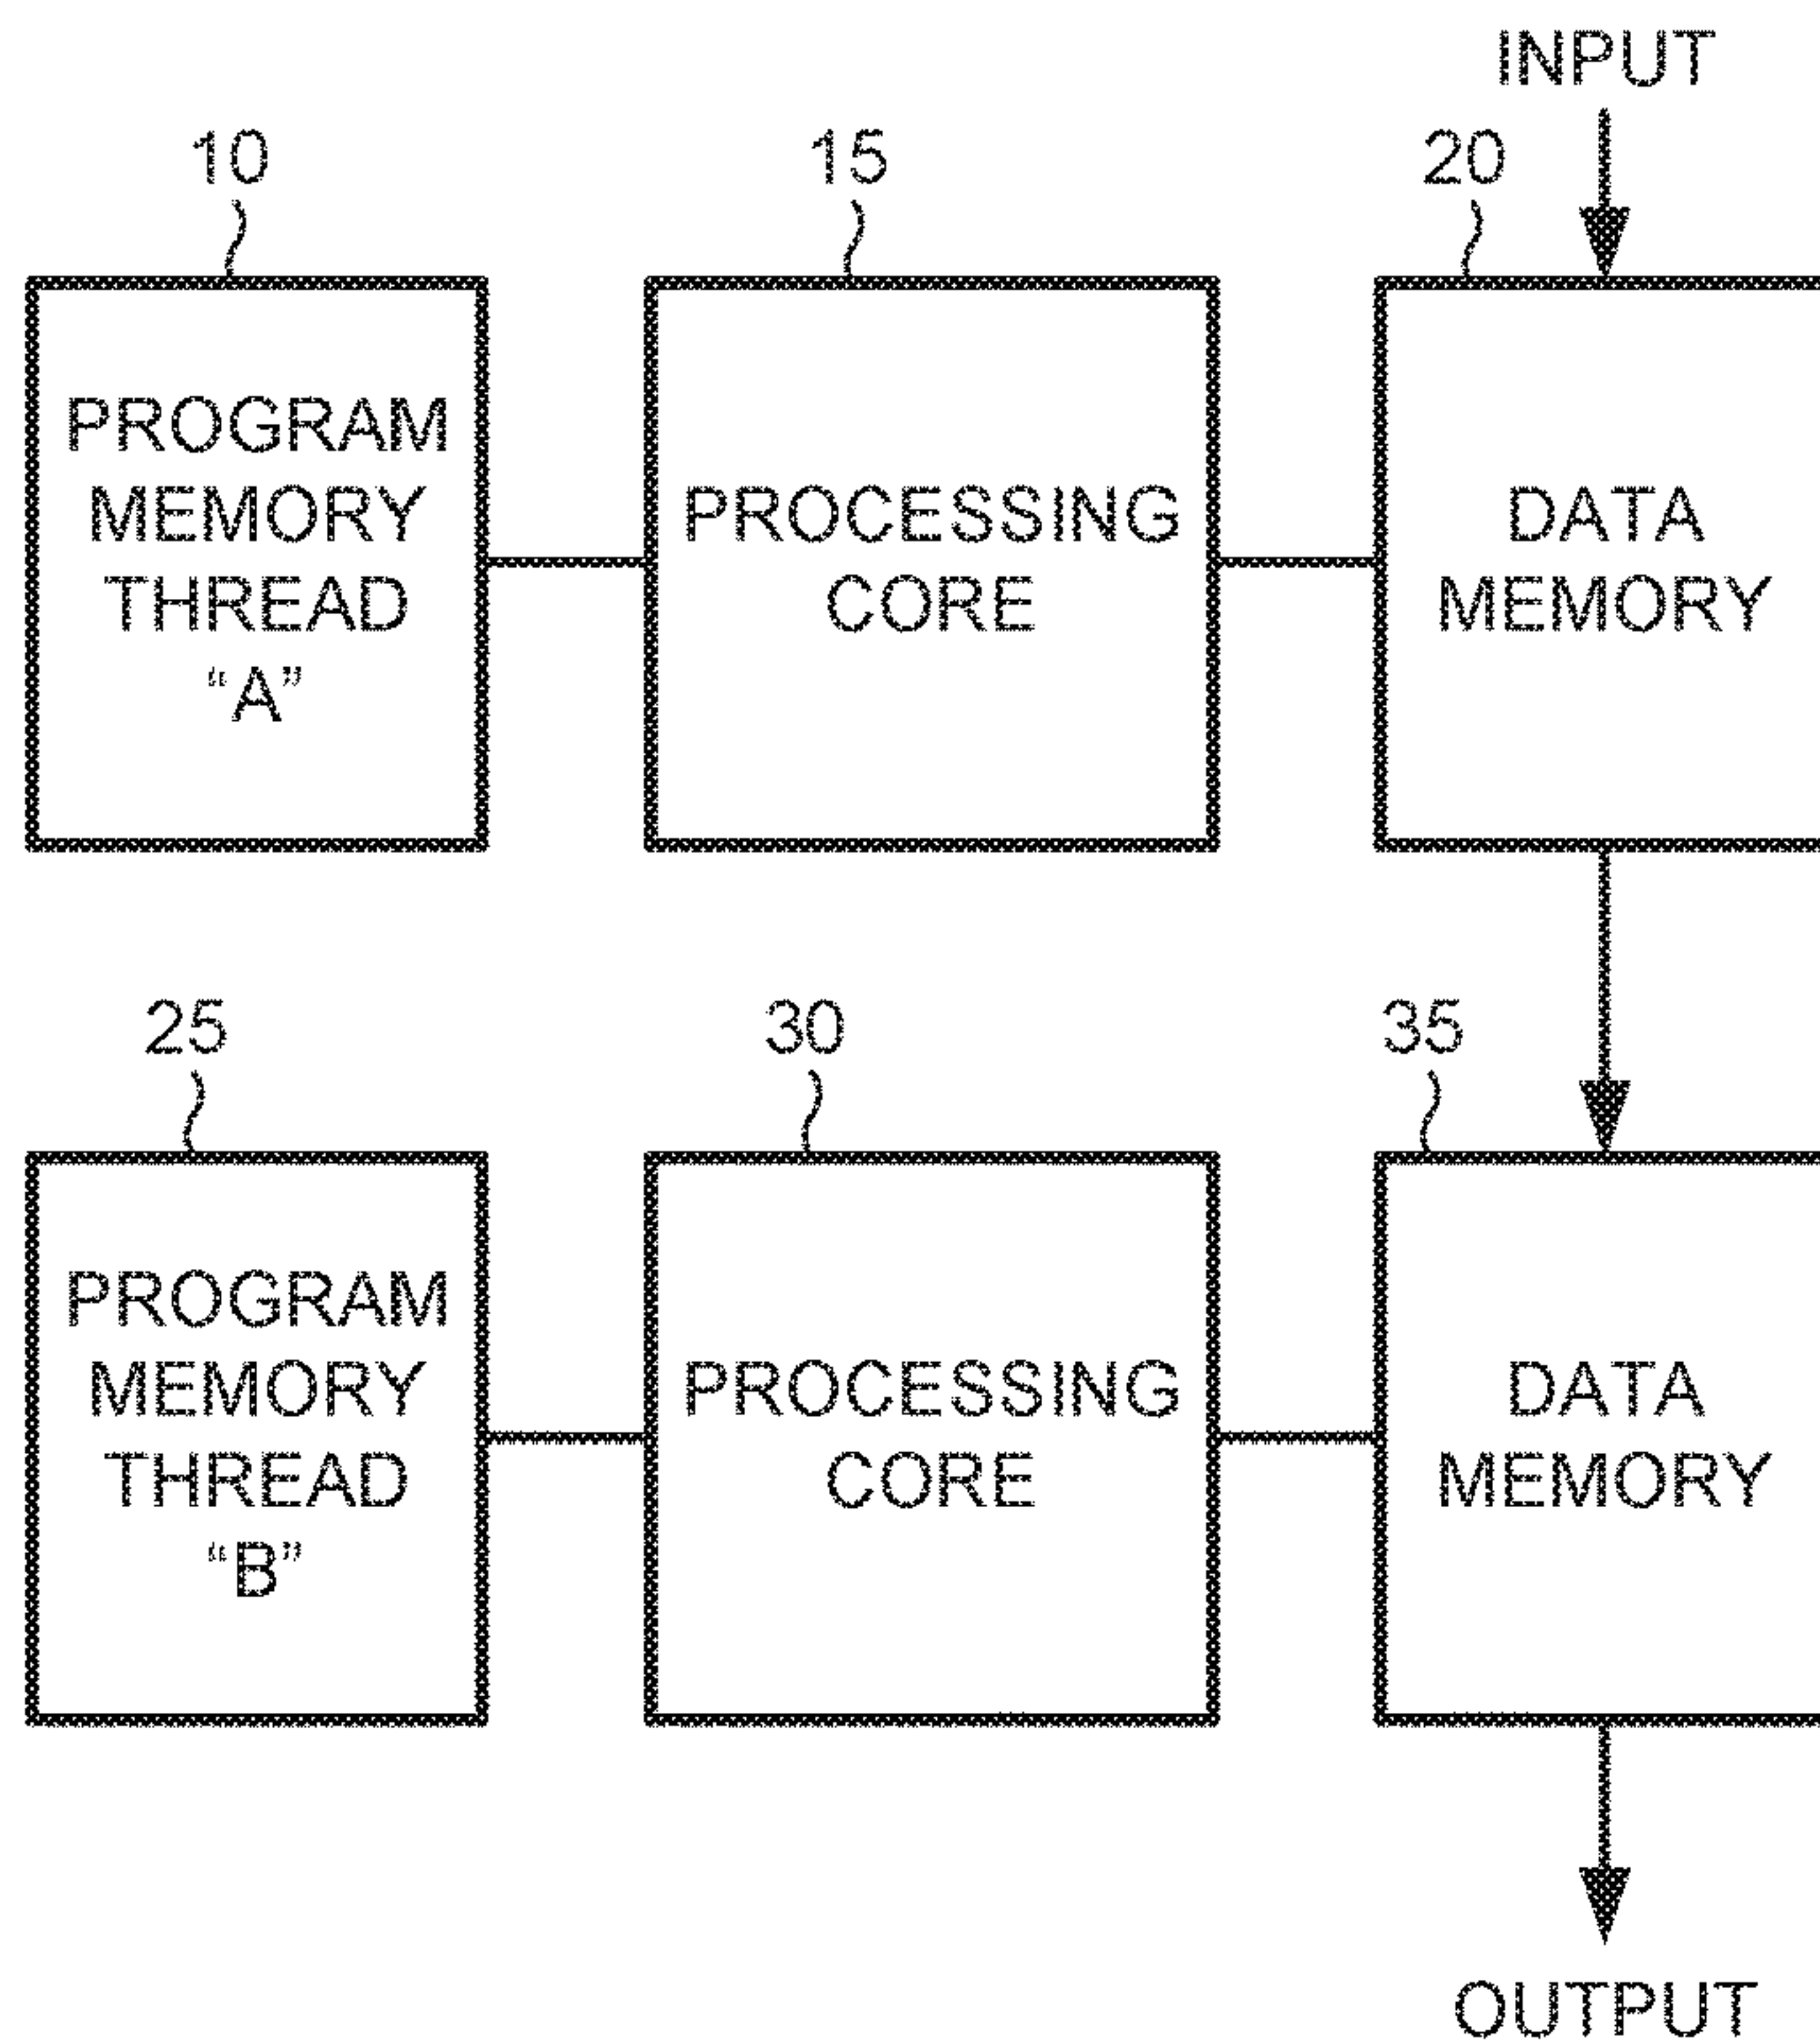 INPUT
10
15
20
PROGRAM
MEMORY
THREAD
“A”
PROCESSING
CORE
DATA
MEMORY
25
30
35
PROGRAM
MEMORY
THREAD
“B”
PROCESSING
CORE
DATA
MEMORY
OUTPUT